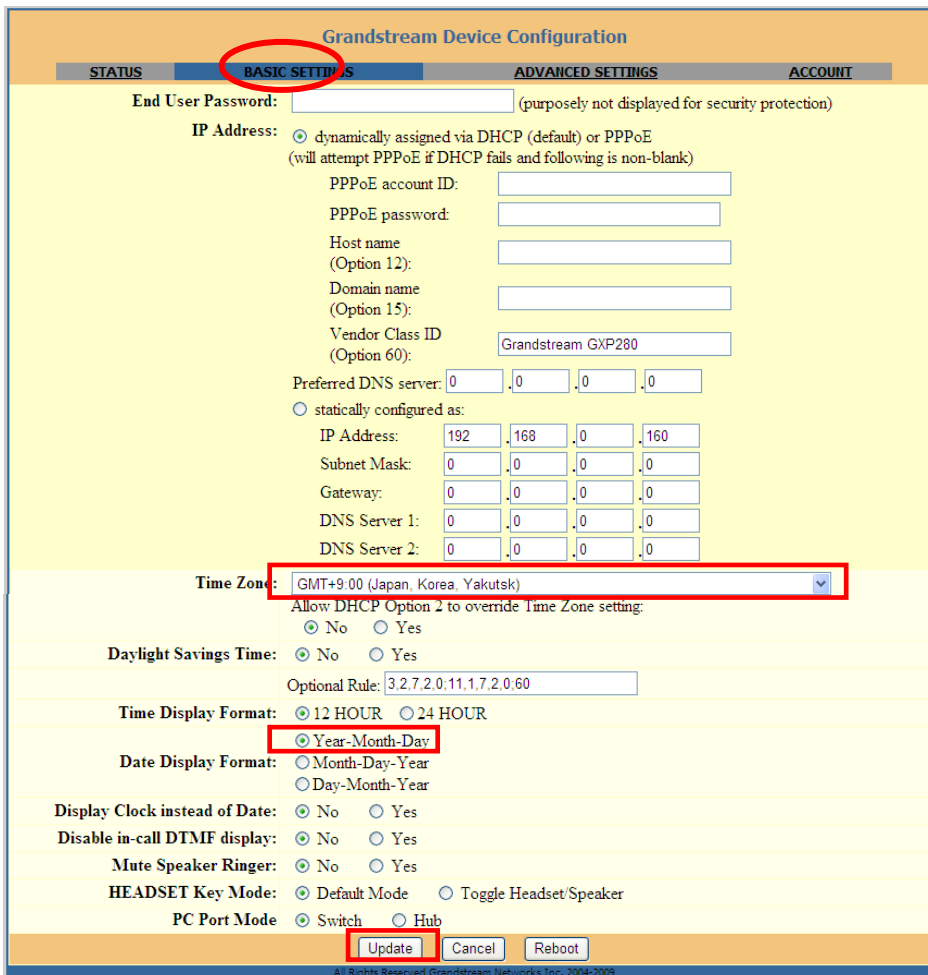 Grandstream Device Configuration
STATUS BASIC SETTINGS ADVANCED SETTINGS ACCOUNT
End User Password: (purposely not displayed for security protection)
IP Address: dynamically assigned via DHCP (default) or PPPoE
(will attempt PPPoE if DHCP fails and following is non-blank)
PPPoE account ID:
PPPoE password:
Host name
(Option 12):
Domain name
(Option 15):
Vendor Class ID
(Option 60): Grandstream GXP280
Preferred DNS server: 0 . 0 . 0 . 0
statically configured as:
IP Address: 192 . 168 . 0 . 160
Subnet Mask: 0 . 0 . 0 . 0
Gateway: 0 . 0 . 0 . 0
DNS Server 1: 0 . 0 . 0 . 0
DNS Server 2: 0 . 0 . 0 . 0
Time Zone: GMT+9:00 (Japan, Korea, Yakutsk)
Allow DHCP Option 2 to override Time Zone setting:
No Yes
Daylight Savings Time: No Yes
Optional Rule: 3,2,7,2,0;11,1,7,2,0;60
Time Display Format: 12 HOUR 24 HOUR
Year-Month-Day
Date Display Format: Month-Day-Year
Day-Month-Year
Display Clock instead of Date: No Yes
Disable in-call DTMF display: No Yes
Mute Speaker Ringer: No Yes
HEADSET Key Mode: Default Mode Toggle Headset/Speaker
PC Port Mode Switch Hub
Update Cancel Reboot
All Rights Reserved Grandstream Networks Inc. 2004-2009